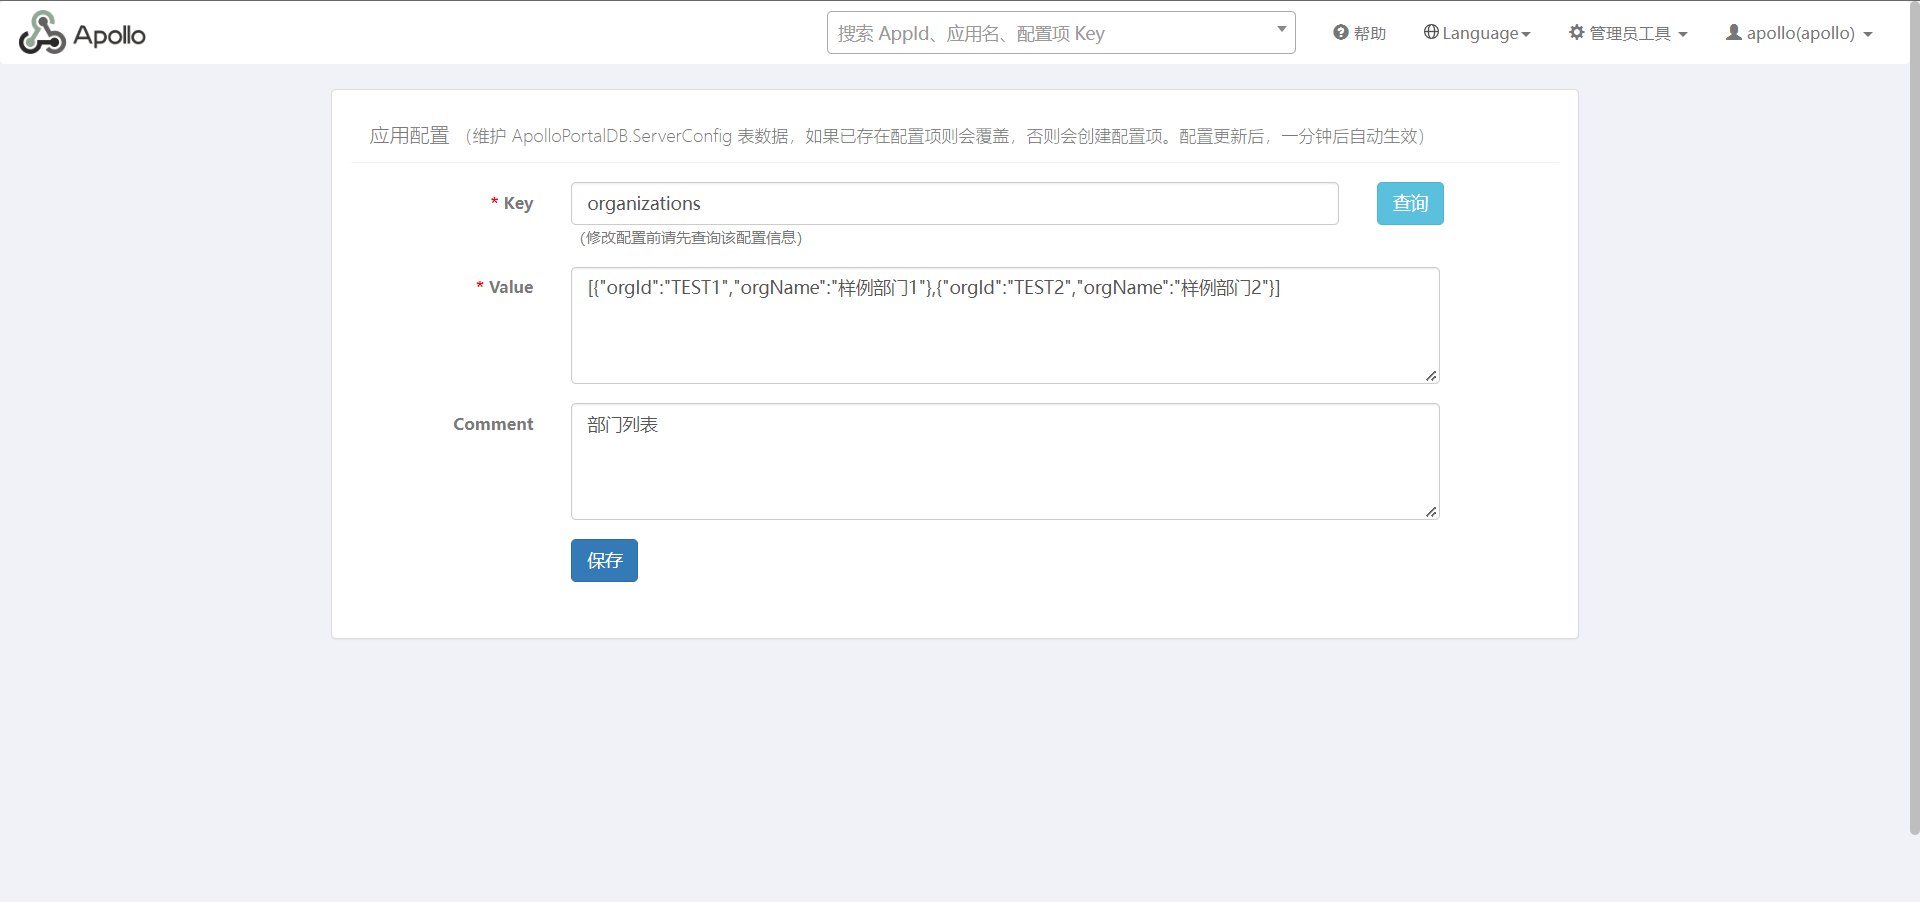 Apollo
搜索 AppId、应用名、配置项 Key
帮助
Language
管理员工具
apollo(apollo)
应用配置 （维护 ApolloPortalDB.ServerConfig 表数据，如果已存在配置项则会覆盖，否则会创建配置项。配置更新后，一分钟后自动生效）
* Key
organizations
查询
(修改配置前请先查询该配置信息)
* Value
[{"orgId":"TEST1","orgName":"样例部门1"},{"orgId":"TEST2","orgName":"样例部门2"}]
Comment
部门列表
保存